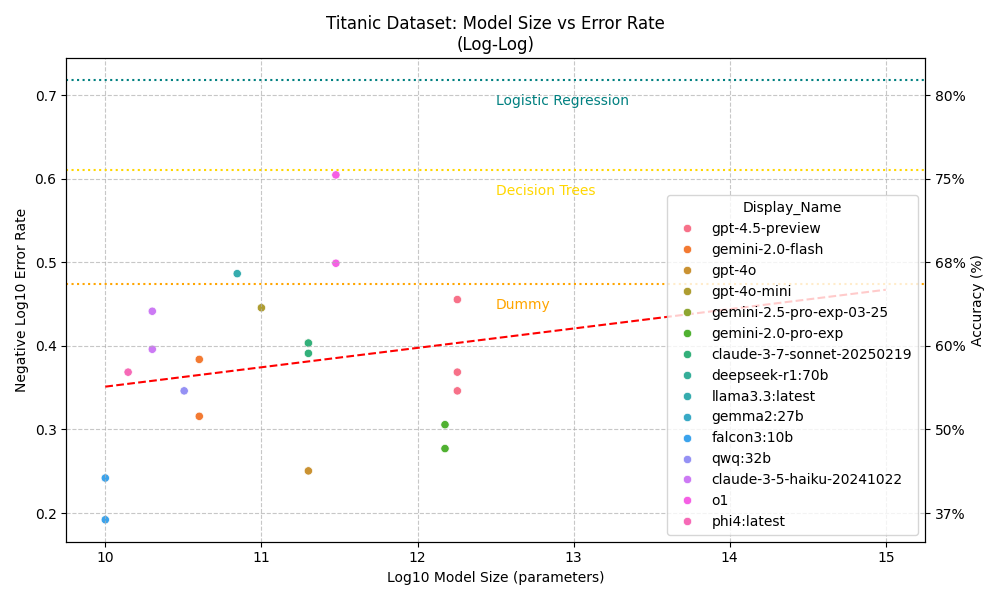 Titanic Dataset: Model Size vs Error Rate
(Log-Log)
Negative Log10 Error Rate
0.7
0.6
0.5
0.4
0.3
0.2
Logistic Regression
Decision Trees
Dummy
80%
75%
68%
60%
50%
37%
Accuracy (%)
Display_Name
gpt-4.5-preview
gemini-2.0-flash
gpt-4o
gpt-4o-mini
gemini-2.5-pro-exp-03-25
gemini-2.0-pro-exp
claude-3-7-sonnet-20250219
deepseek-r1:70b
llama3.3:latest
gemma2:27b
falcon3:10b
qwq:32b
claude-3-5-haiku-20241022
o1
phi4:latest
10 11 12 13 14 15
Log10 Model Size (parameters)